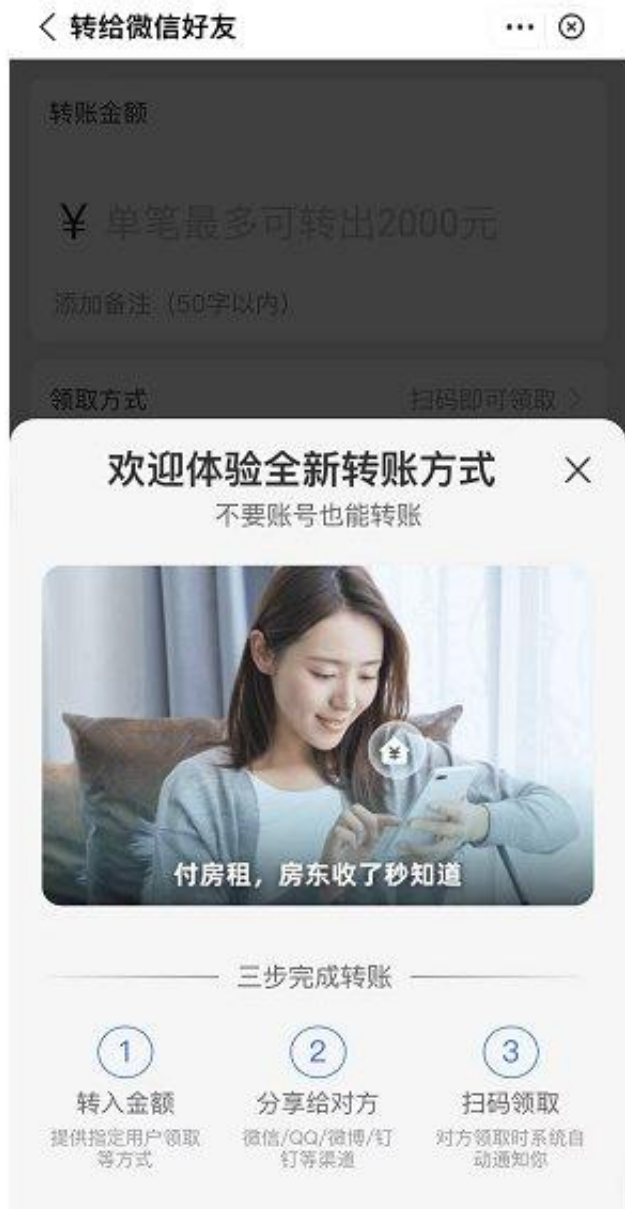 转给微信好友
转账金额
¥ 单笔最多可转出2000元
添加备注（50字以内）
领取方式 扫码即可领取
欢迎体验全新转账方式
不要账号也能转账
¥
付房租，房东收了秒知道
三步完成转账
1 2 3
转入金额 分享给对方 扫码领取
提供指定用户领取 微信/QQ/微博/钉 对方领取时系统自
等方式 钉等渠道 动通知你